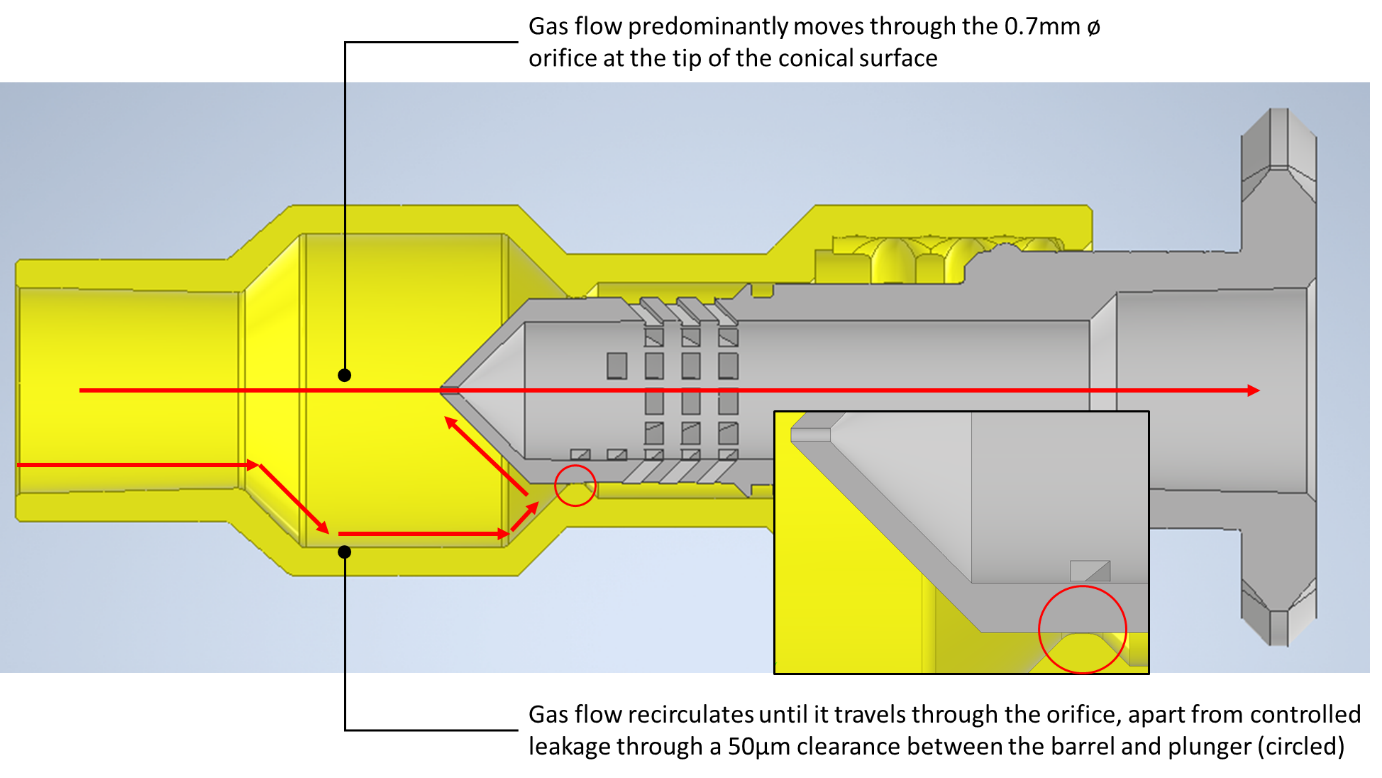 Gas flow predominantly moves through the 0.7mm ø
orifice at the tip of the conical surface
Gas flow recirculates until it travels through the orifice, apart from controlled
leakage through a 50µm clearance between the barrel and plunger (circled)